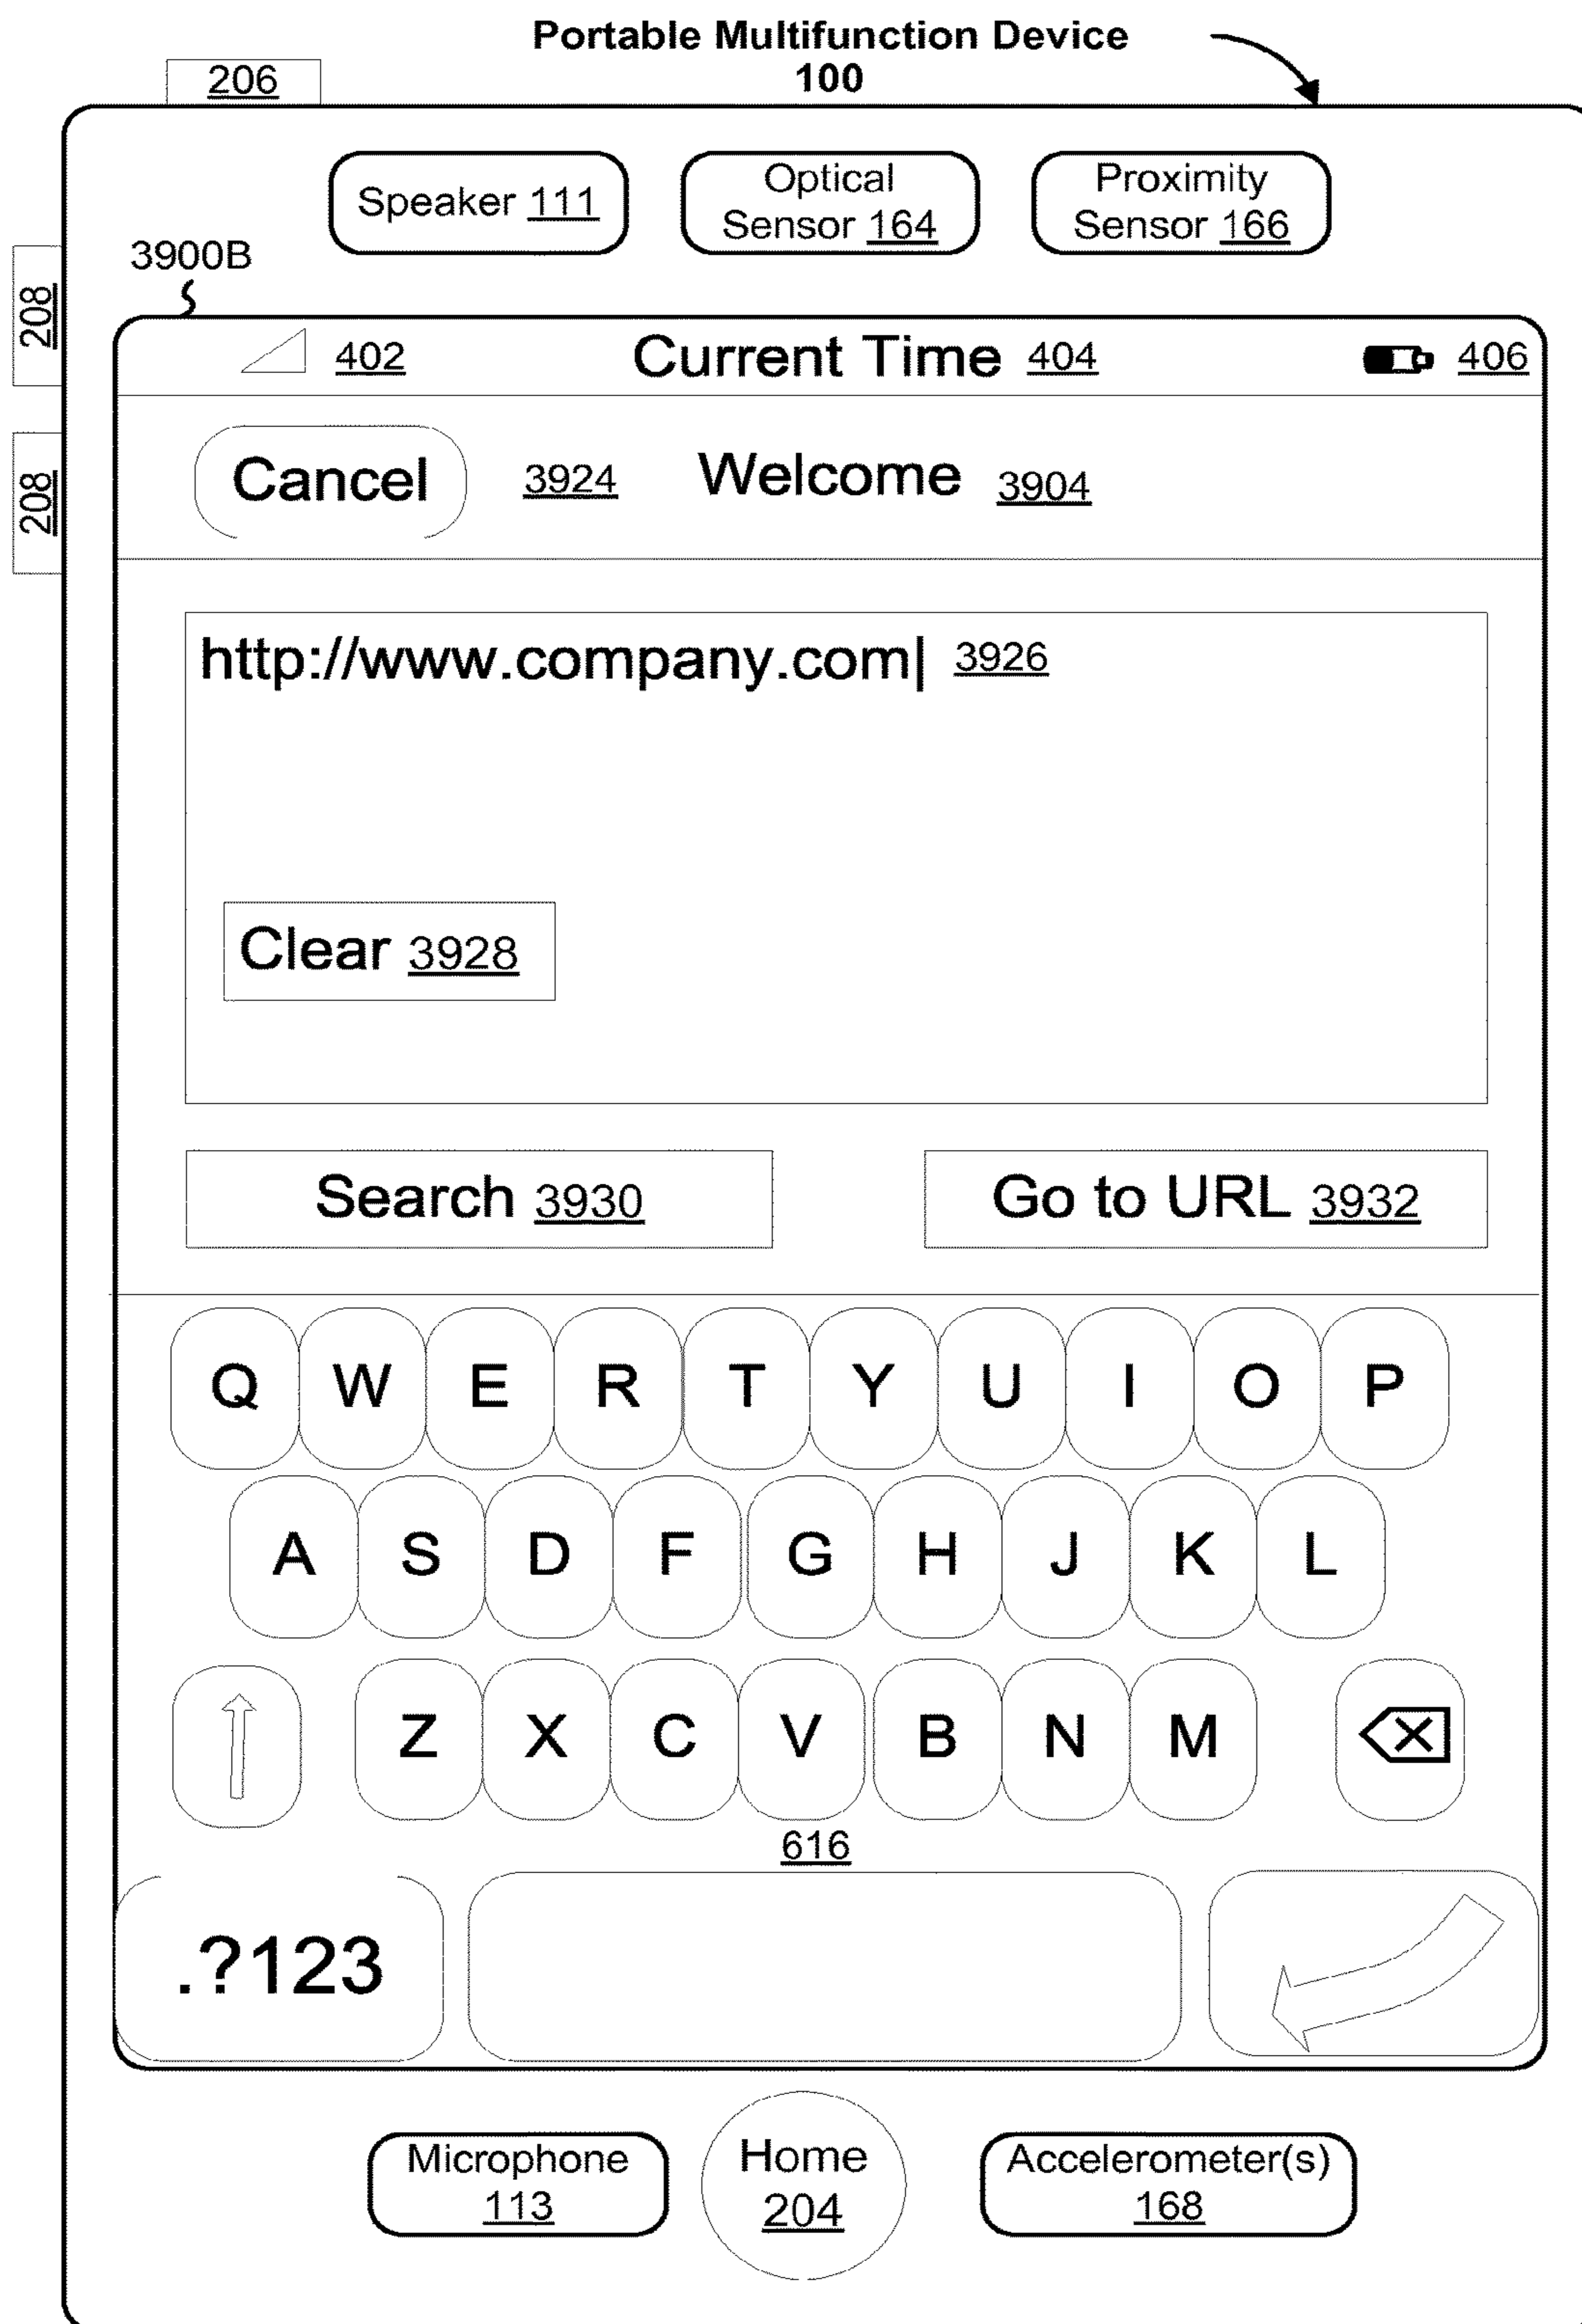 Portable Multifunction Device
100
206
Speaker 111
Optical
Sensor 164
Proximity
Sensor 166
3900B
208
208
402 Current Time 404 406
Cancel 3924 Welcome 3904
http://www.company.com| 3926
Clear 3928
Search 3930 Go to URL 3932
Q W E R T Y U I O P
A S D F G H J K L
Z X C V B N M
616
.?123
Microphone
113
Home
204
Accelerometer(s)
168